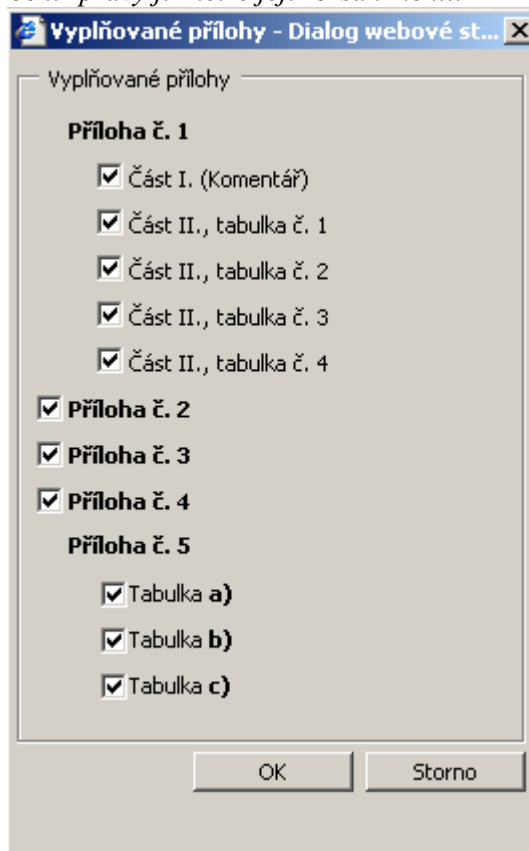 Vyplňované přílohy - Dialog webové st...
Vyplňované přílohy
Příloha č. 1
Část I. (Komentář)
Část II., tabulka č. 1
Část II., tabulka č. 2
Část II., tabulka č. 3
Část II., tabulka č. 4
Příloha č. 2
Příloha č. 3
Příloha č. 4
Příloha č. 5
Tabulka a)
Tabulka b)
Tabulka c)
OK
Storno